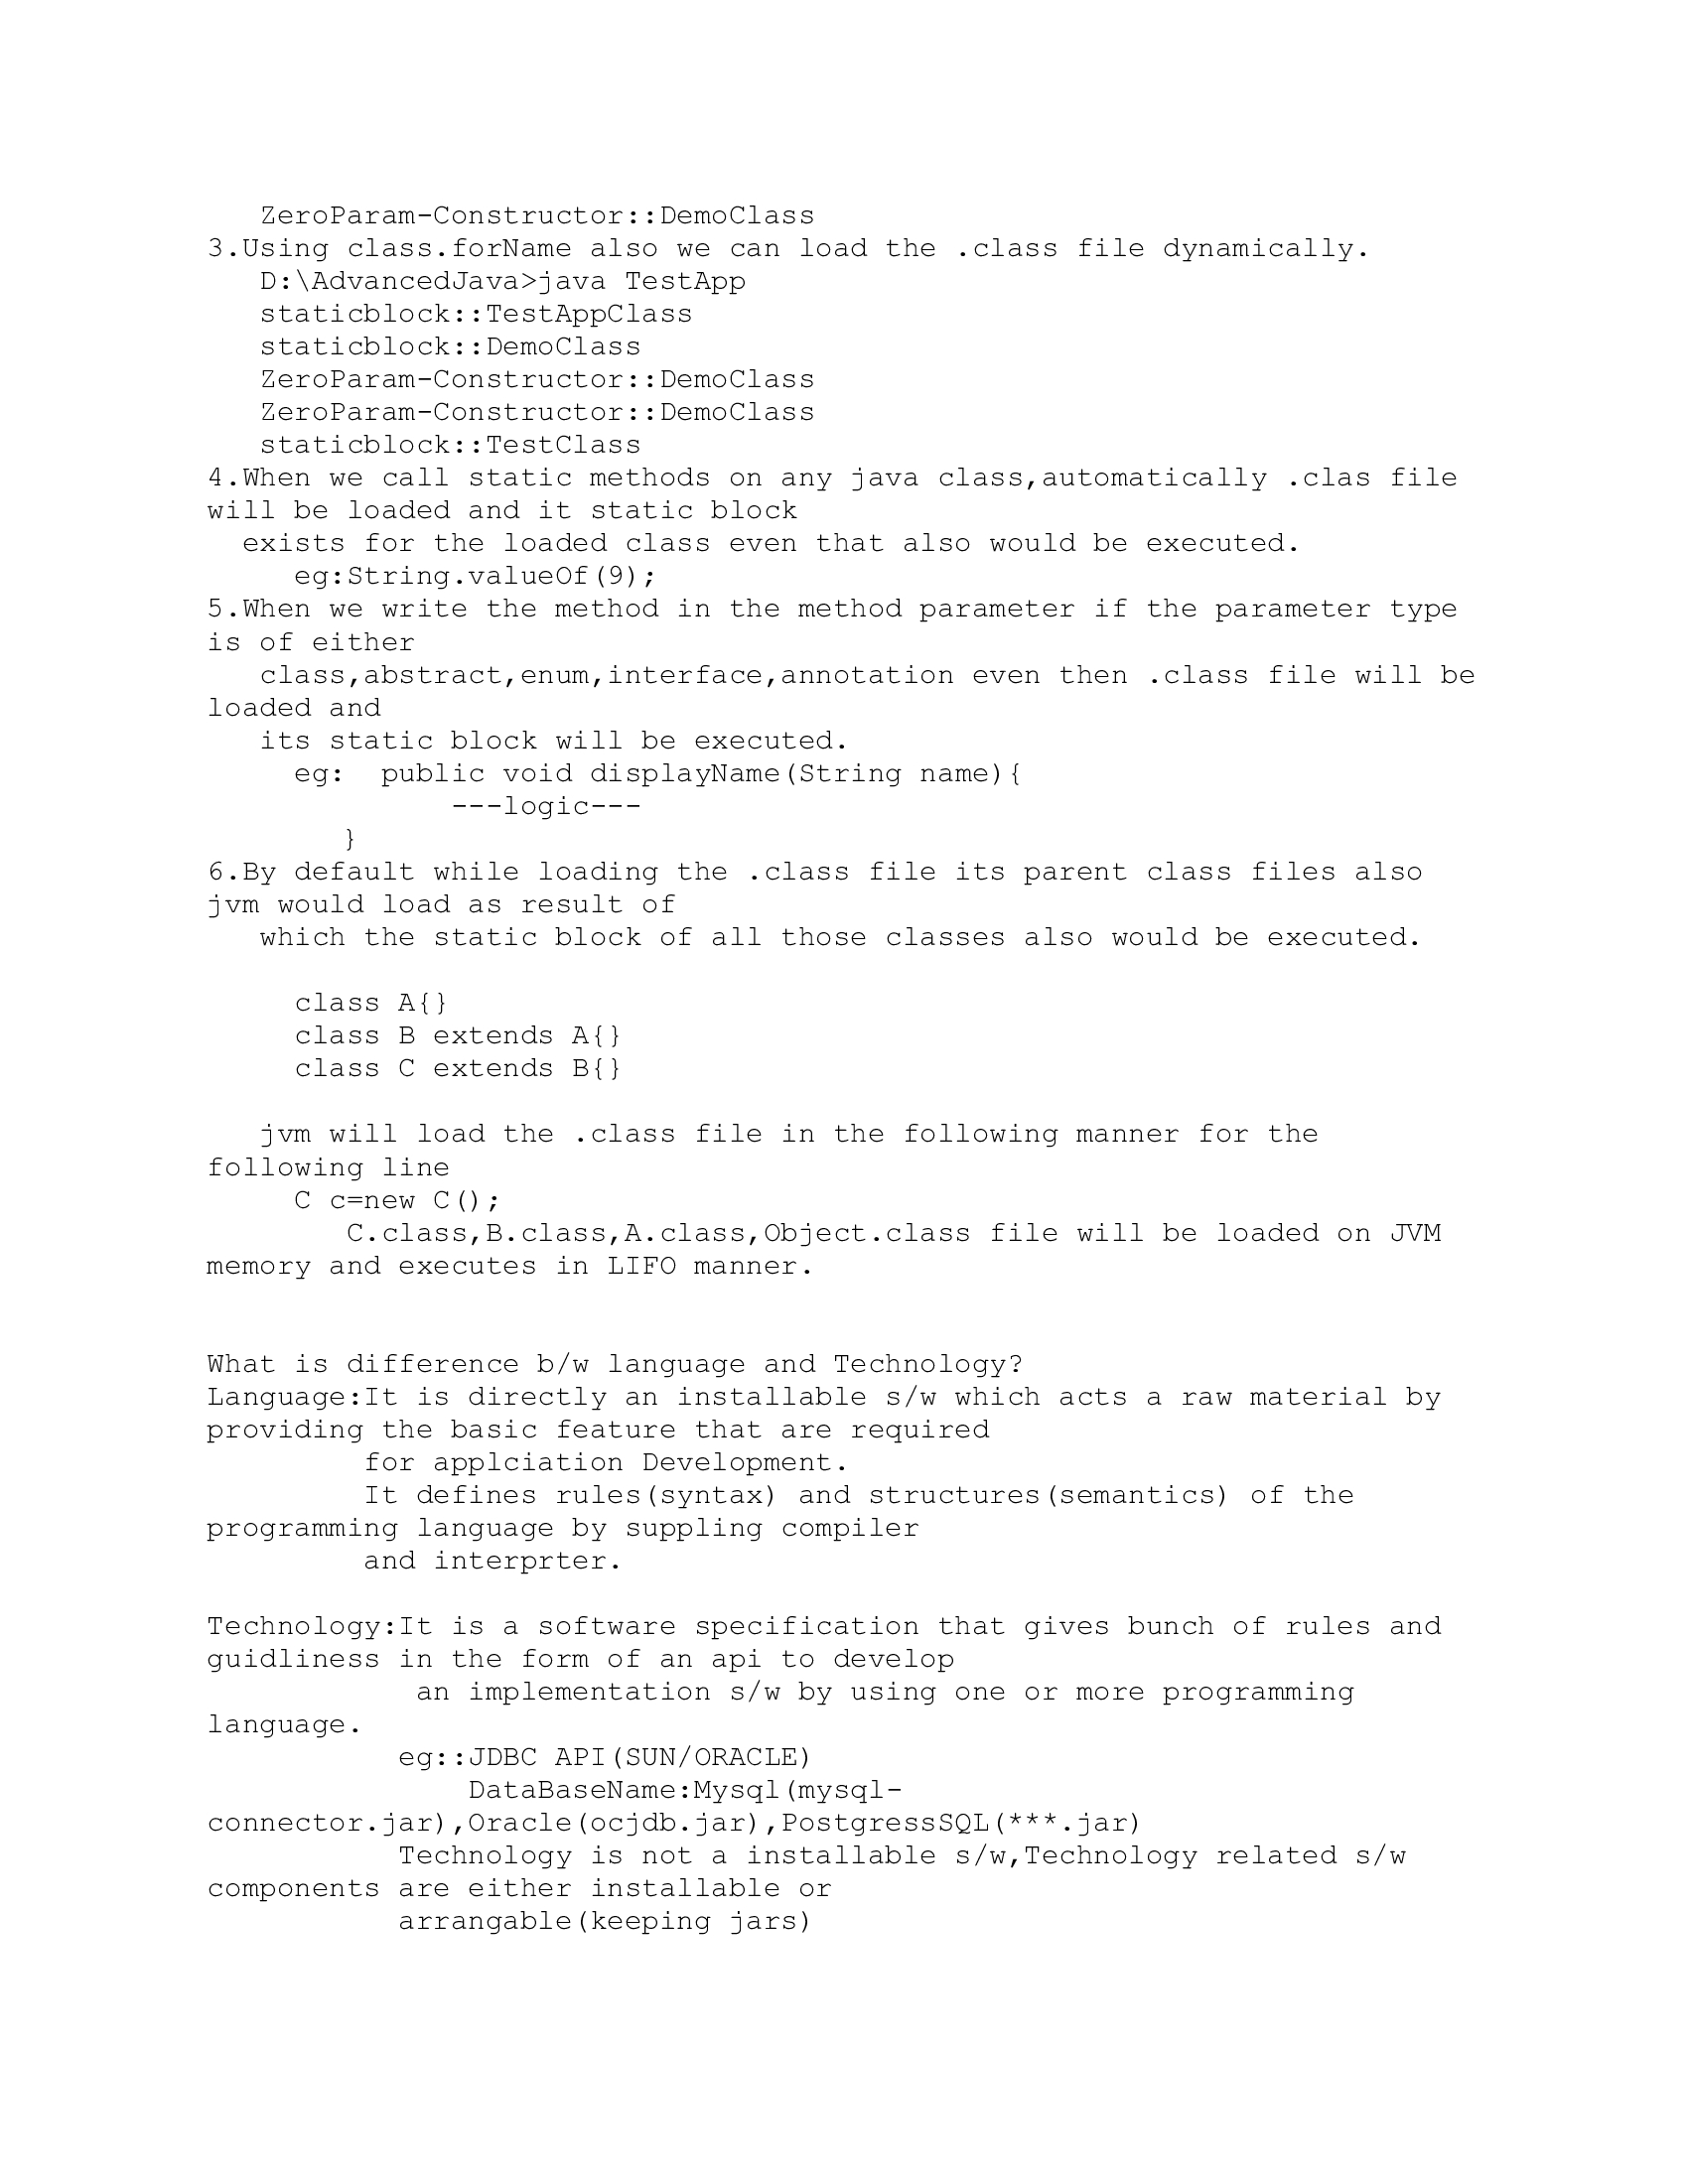 ZeroParam-Constructor::DemoClass
3.Using class.forName also we can load the .class file dynamically.
D:\AdvancedJava>java TestApp
staticblock::TestAppClass
staticblock::DemoClass
ZeroParam-Constructor::DemoClass
ZeroParam-Constructor::DemoClass
staticblock::TestClass
4.When we call static methods on any java class,automatically .clas file
will be loaded and it static block
exists for the loaded class even that also would be executed.
eg:String.valueOf(9);
5.When we write the method in the method parameter if the parameter type
is of either
class,abstract,enum,interface,annotation even then .class file will be
loaded and
its static block will be executed.
eg:  public void displayName(String name){
---logic---
}
6.By default while loading the .class file its parent class files also
jvm would load as result of
which the static block of all those classes also would be executed.
class A{}
class B extends A{}
class C extends B{}
jvm will load the .class file in the following manner for the
following line
C c=new C();
C.class,B.class,A.class,Object.class file will be loaded on JVM
memory and executes in LIFO manner.
What is difference b/w language and Technology?
Language:It is directly an installable s/w which acts a raw material by
providing the basic feature that are required
for applciation Development.
It defines rules(syntax) and structures(semantics) of the
programming language by suppling compiler
and interprter.
Technology:It is a software specification that gives bunch of rules and
guidliness in the form of an api to develop
an implementation s/w by using one or more programming
language.
eg::JDBC API(SUN/ORACLE)
DataBaseName:Mysql(mysql-
connector.jar),Oracle(ocjdb.jar),PostgressSQL(***.jar)
Technology is not a installable s/w,Technology related s/w
components are either installable or
arrangable(keeping jars)